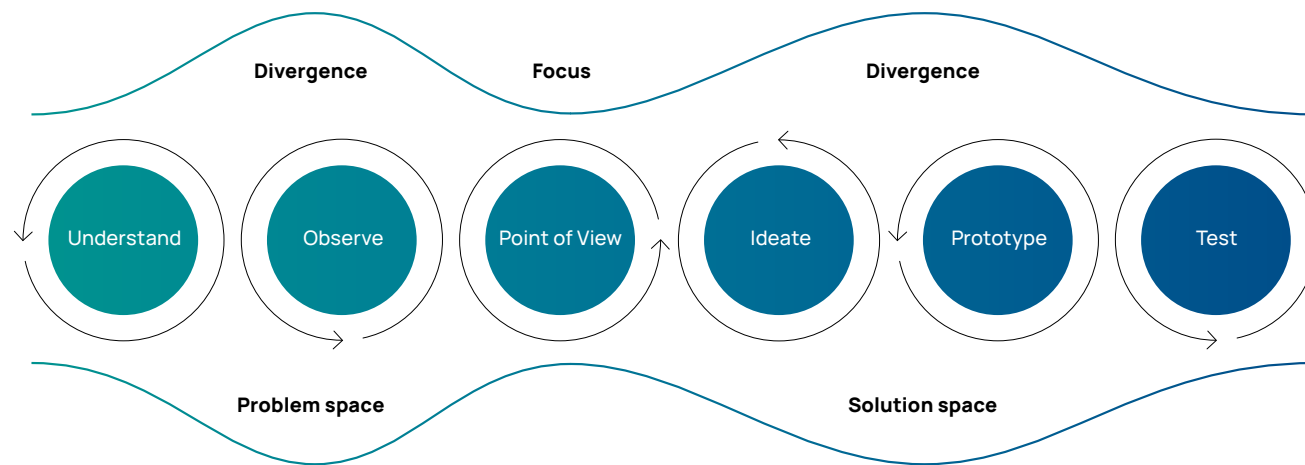 Divergence
Focus
Divergence
Understand
Observe
Point of View
Ideate
Prototype
Test
Problem space
Solution space